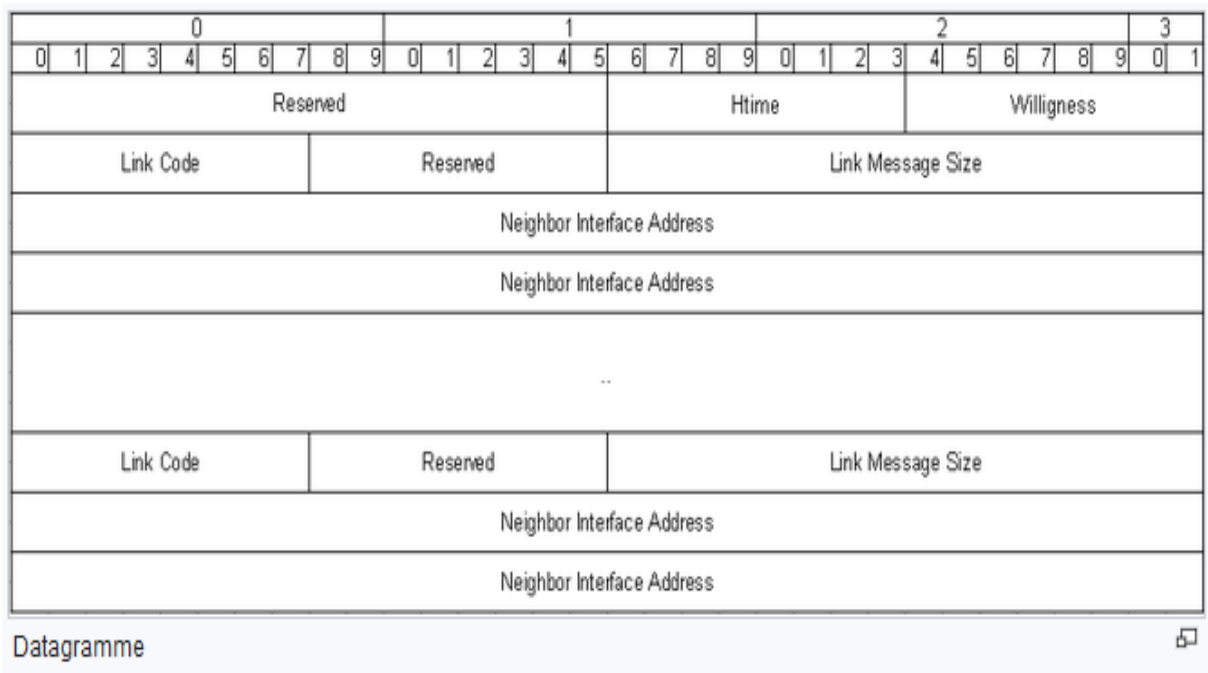 0 1 2 3
0 1 2 3 4 5 6 7 8 9 0 1 2 3 4 5 6 7 8 9 0 1 2 3 4 5 6 7 8 9 0 1
Reserved Htime Willigness
Link Code Reserved Link Message Size
Neighbor Interface Address
Neighbor Interface Address
..
Link Code Reserved Link Message Size
Neighbor Interface Address
Neighbor Interface Address
Datagramme